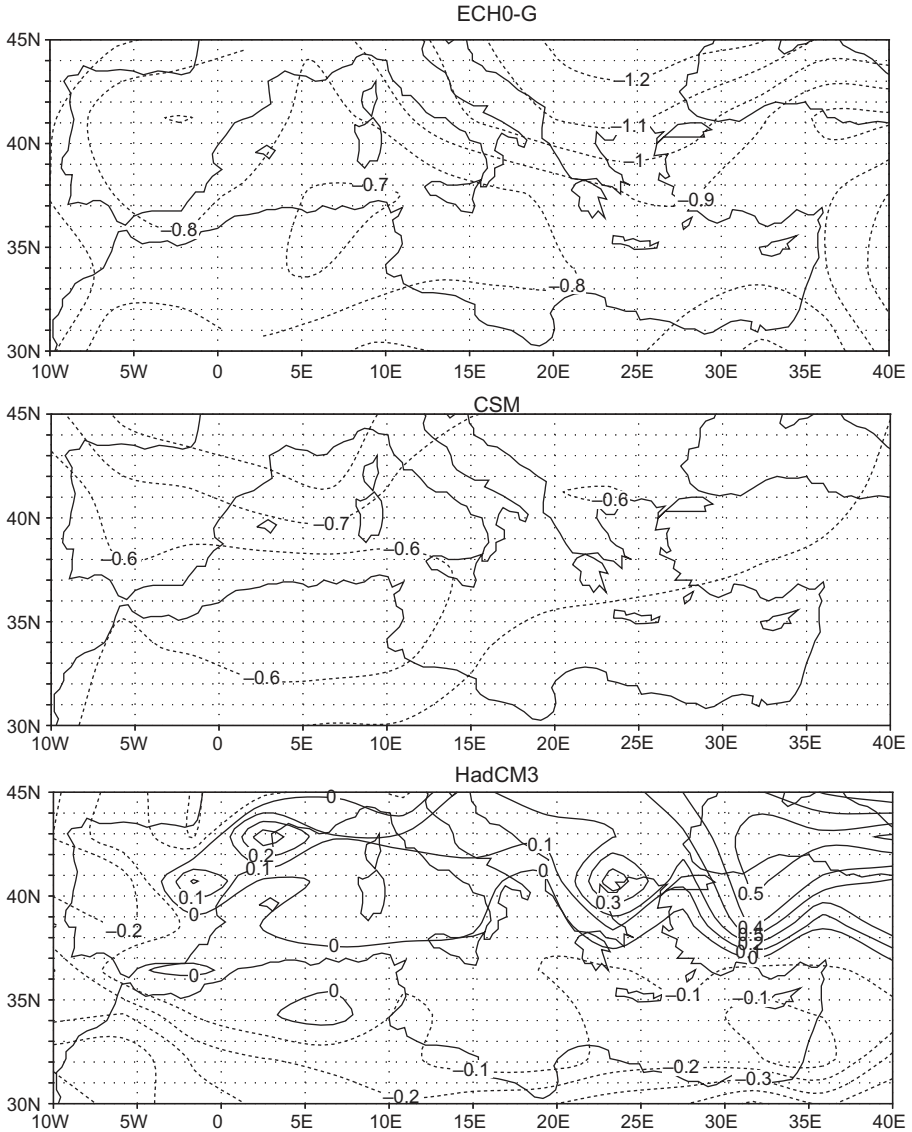 ECH0-G
45N
–1.2
–1.1
40N
–1
–0.7
–0.9
–0.8
35N
–0.8
30N
10W 5W 0 5E 10E 15E 20E 25E 30E 35E 40E
CSM
45N
–0.6
40N
–0.7
–0.6 –0.6
35N
–0.6
30N
10W 5W 0 5E 10E 15E 20E 25E 30E 35E 40E
HadCM3
45N
0
0.1
0.2
0.1 0
0.1 0.5
40N
0 0.3
–0.2 0.4
0
0
0
35N
0 –0.1 –0.1
–0.1 –0.2 –0.3
–0.2
30N
10W 5W 0 5E 10E 15E 20E 25E 30E 35E 40E